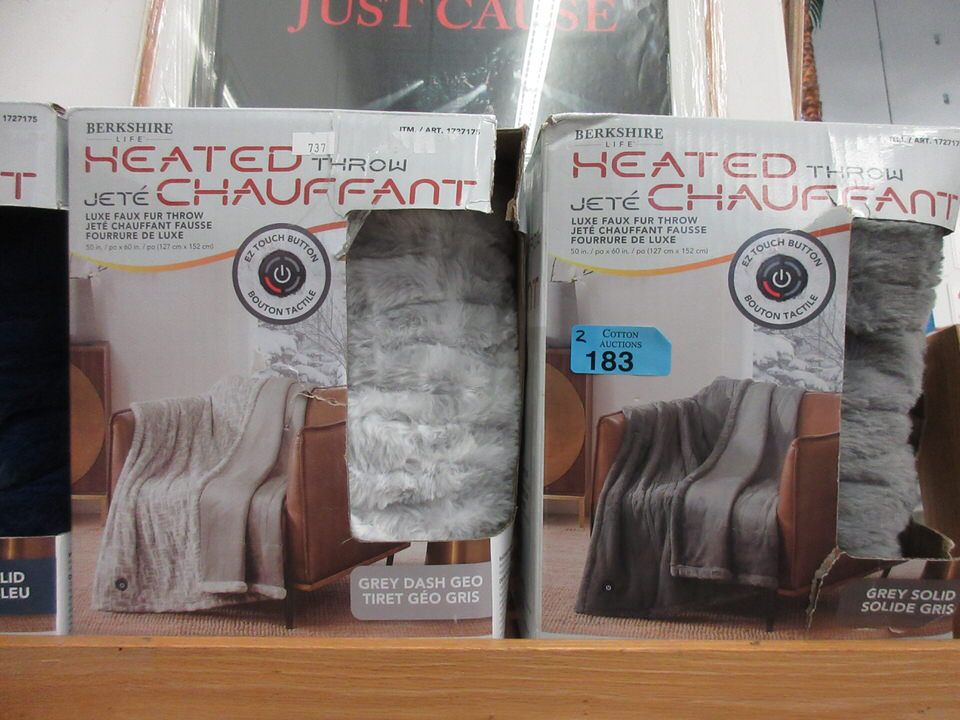 JUST CAUSE
1727175
T
LID
LEU
BERKSHIRE
LIFE
ITM. / ART. 1727175
737
HEATED THROW
JETÉ CHAUFFANT
LUXE FAUX FUR THROW
JETÉ CHAUFFANT FAUSSE
FOURRURE DE LUXE
50 in. / po x 60 in. / po (127 cm x 152 cm)
EZ TOUCH BUTTON
BOUTON TACTILE
GREY DASH GEO
TIRET GÉO GRIS
BERKSHIRE
LIFE
ITM. / ART. 172717
HEATED THROW
JETÉ CHAUFFANT
LUXE FAUX FUR THROW
JETÉ CHAUFFANT FAUSSE
FOURRURE DE LUXE
50 in. / po x 60 in. / po (127 cm x 152 cm)
EZ TOUCH BUTTON
BOUTON TACTILE
2
COTTON
AUCTIONS
183
GREY SOLID
SOLIDE GRIS